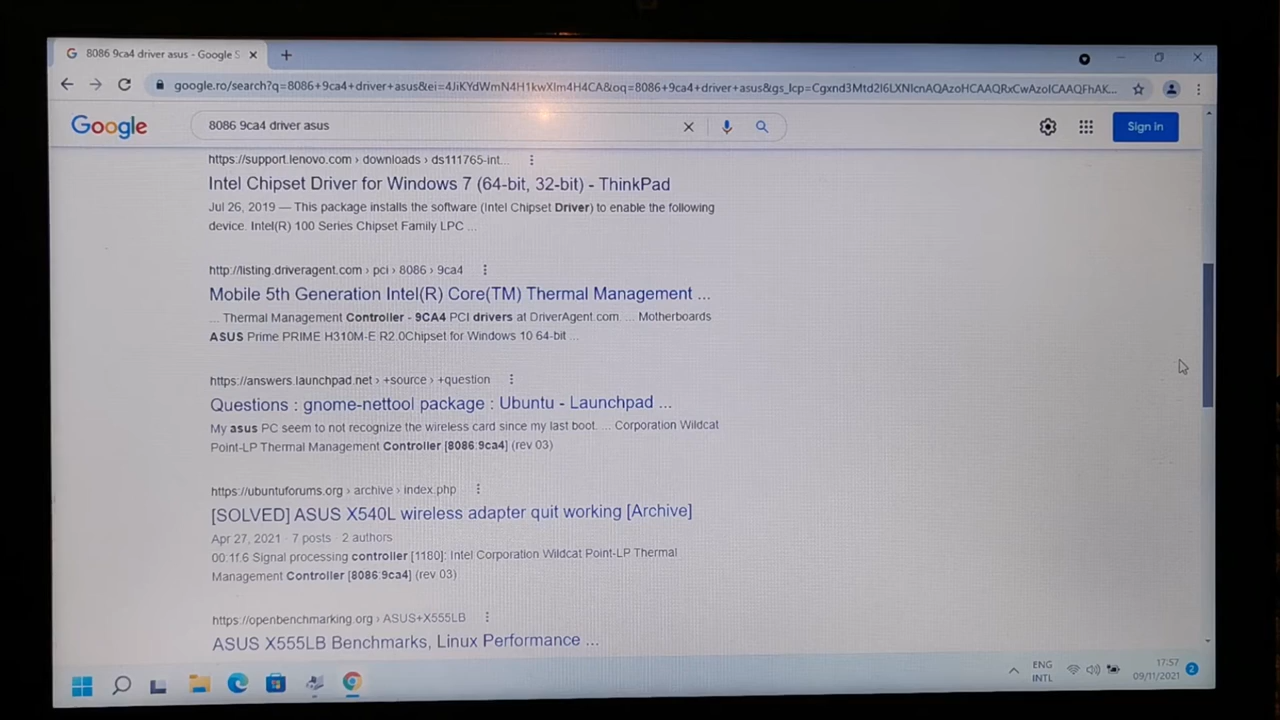 8086 9ca4 driver asus - Google S
google.ro/search?q=8086+9ca4+driver+asus&ei=4JiKYdWmN4H1kwXIm4H4CA&oq=8086+9ca4+driver+asus&gs_lcp=
Google
8086 9ca4 driver asus
Sign in
https://support.lenovo.com › downloads › ds111765-int...
Intel Chipset Driver for Windows 7 (64-bit, 32-bit) - ThinkPad
Jul 26, 2019 — This package installs the software (Intel Chipset Driver) to enable the following
device. Intel(R) 100 Series Chipset Family LPC ...
http://listing.driveragent.com › pci › 8086 › 9ca4
Mobile 5th Generation Intel(R) Core(TM) Thermal Management ...
... Thermal Management Controller - 9CA4 PCI drivers at DriverAgent.com. ... Motherboards
ASUS Prime PRIME H310M-E R2.0Chipset for Windows 10 64-bit ...
https://answers.launchpad.net › +source › +question
Questions : gnome-nettool package : Ubuntu - Launchpad ...
My asus PC seem to not recognize the wireless card since my last boot. ... Corporation Wildcat
Point-LP Thermal Management Controller [8086:9ca4] (rev 03)
https://ubuntuforums.org › archive › index.php
[SOLVED] ASUS X540L wireless adapter quit working [Archive]
Apr 27, 2021 · 7 posts · 2 authors
00:1f.6 Signal processing controller [1180]: Intel Corporation Wildcat Point-LP Thermal
Management Controller [8086:9ca4] (rev 03)
https://openbenchmarking.org › ASUS+X555LB
ASUS X555LB Benchmarks, Linux Performance ...
ENG
INTL
17:57
09/11/2021
2